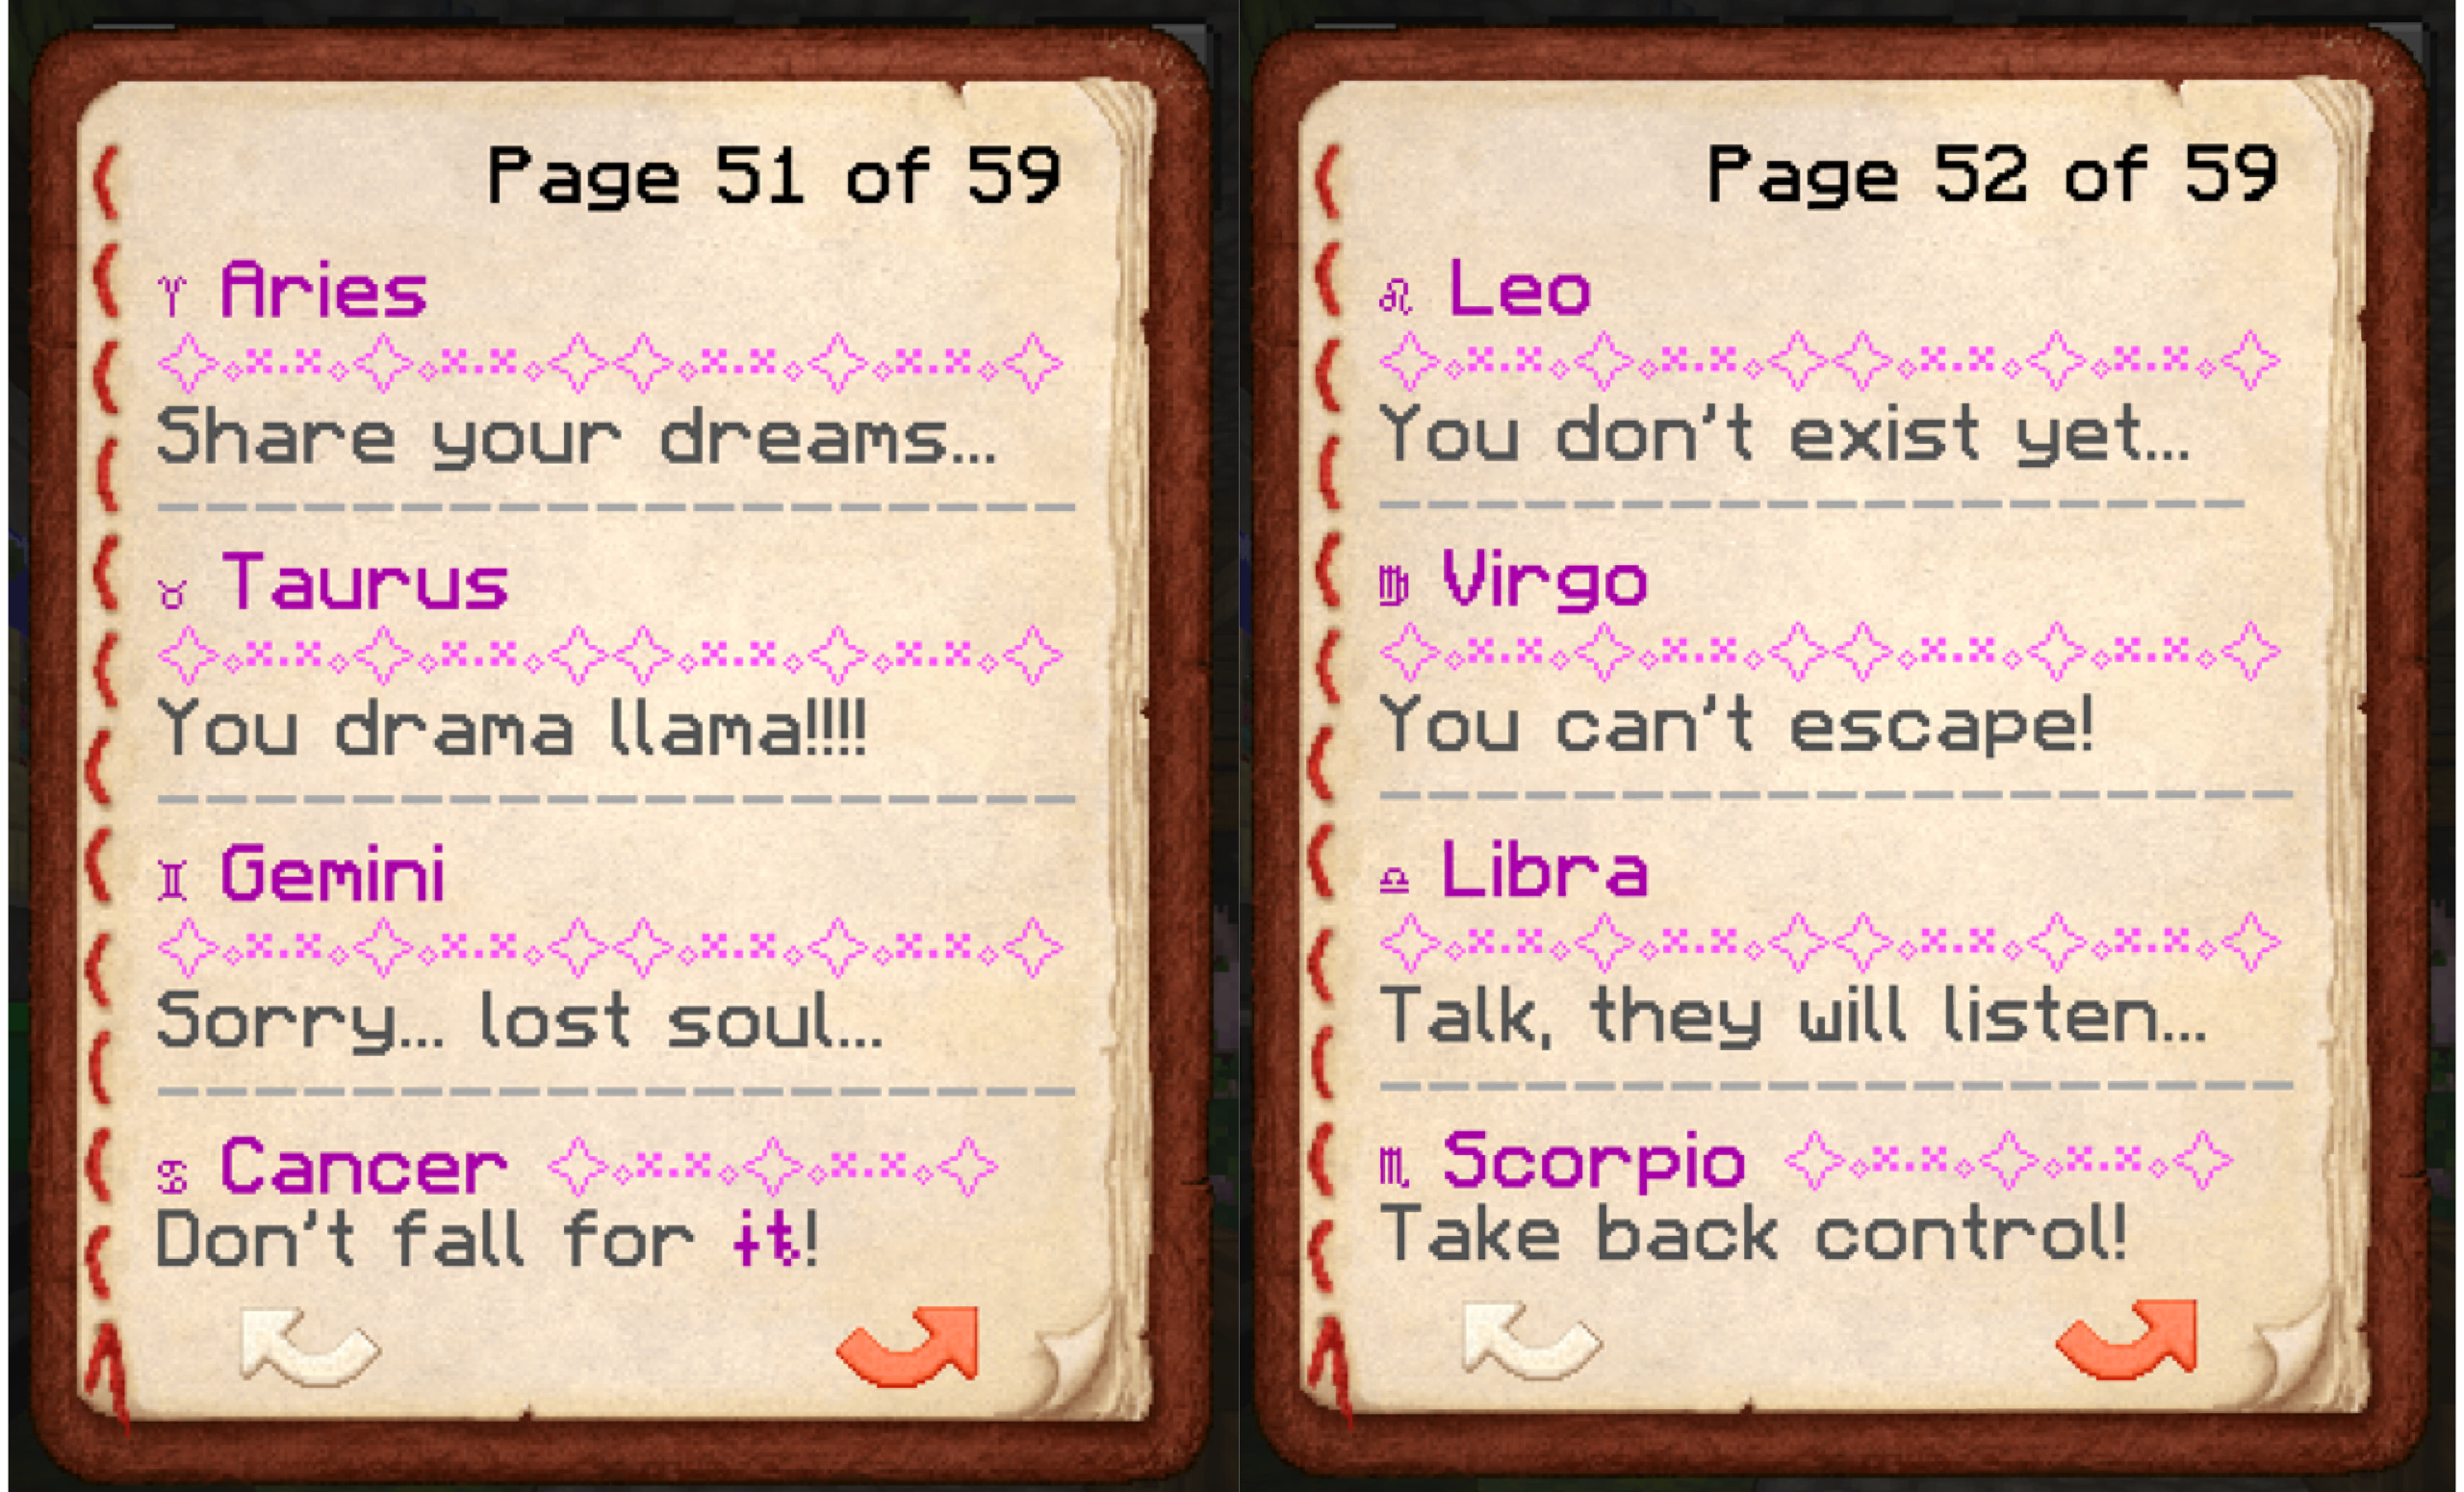 Page 51 of 59
♈ Aries
Share your dreams...
♉ Taurus
You drama llama!!!!
♊ Gemini
Sorry... lost soul...
♋ Cancer
Don't fall for it!
Page 52 of 59
♌ Leo
You don't exist yet...
♍ Virgo
You can't escape!
♎ Libra
Talk, they will listen...
♏ Scorpio
Take back control!